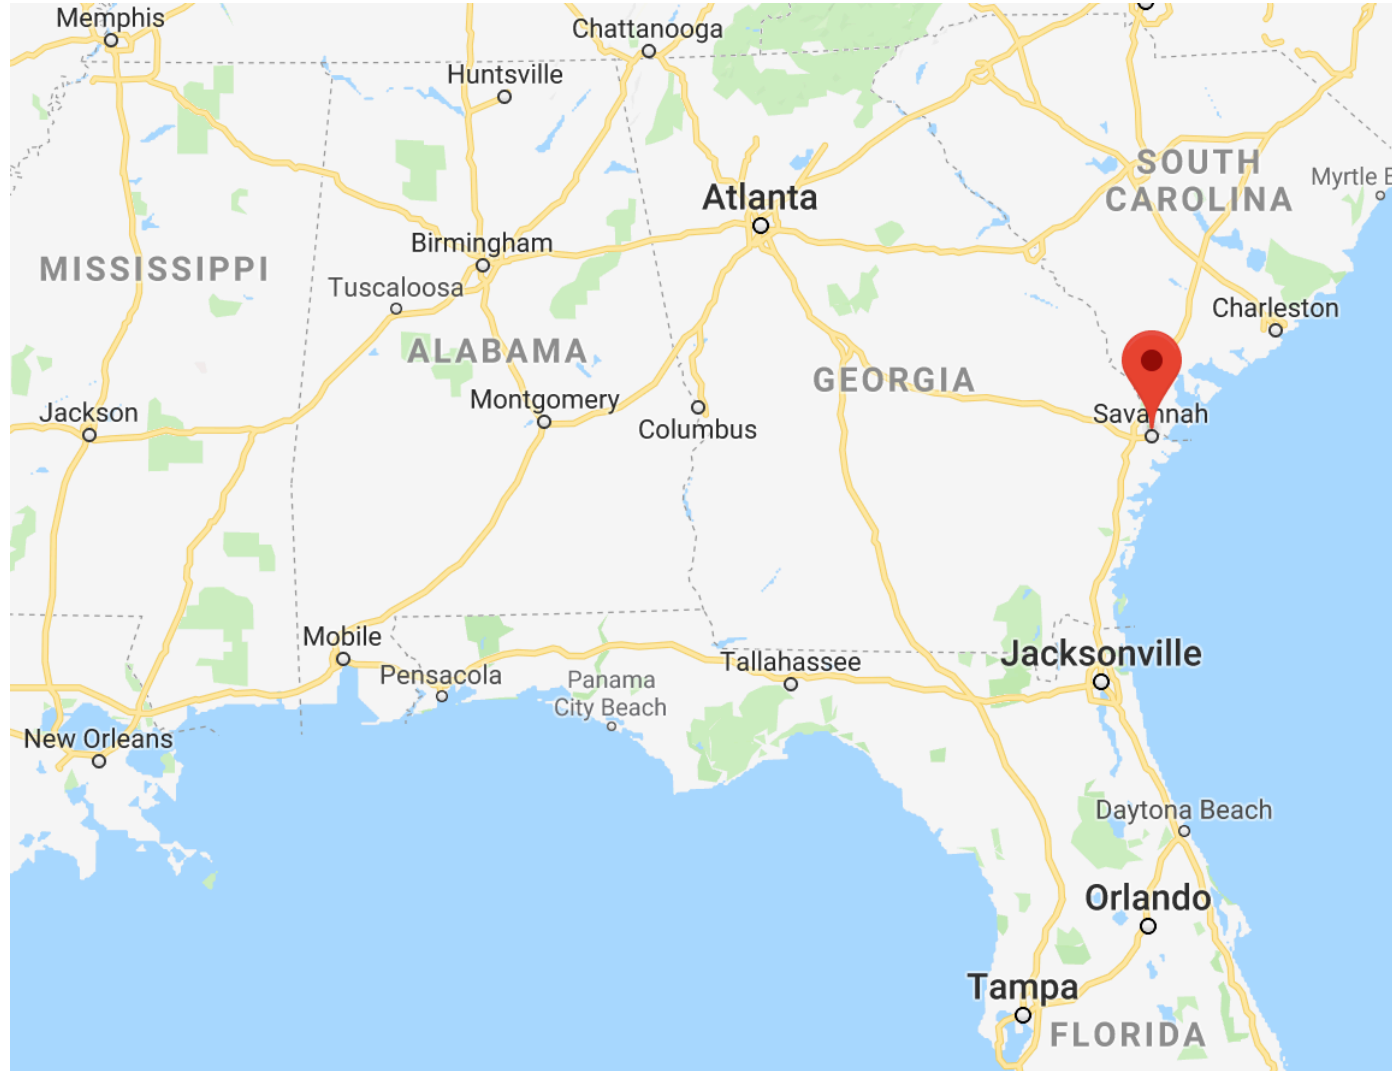 Memphis
Chattanooga
Huntsville
SOUTH
CAROLINA
Myrtle B
Atlanta
Birmingham
MISSISSIPPI
Tuscaloosa
Charleston
ALABAMA
GEORGIA
Montgomery
Jackson
Savannah
Columbus
Mobile
Jacksonville
Tallahassee
Pensacola
Panama
City Beach
New Orleans
Daytona Beach
Orlando
Tampa
FLORIDA